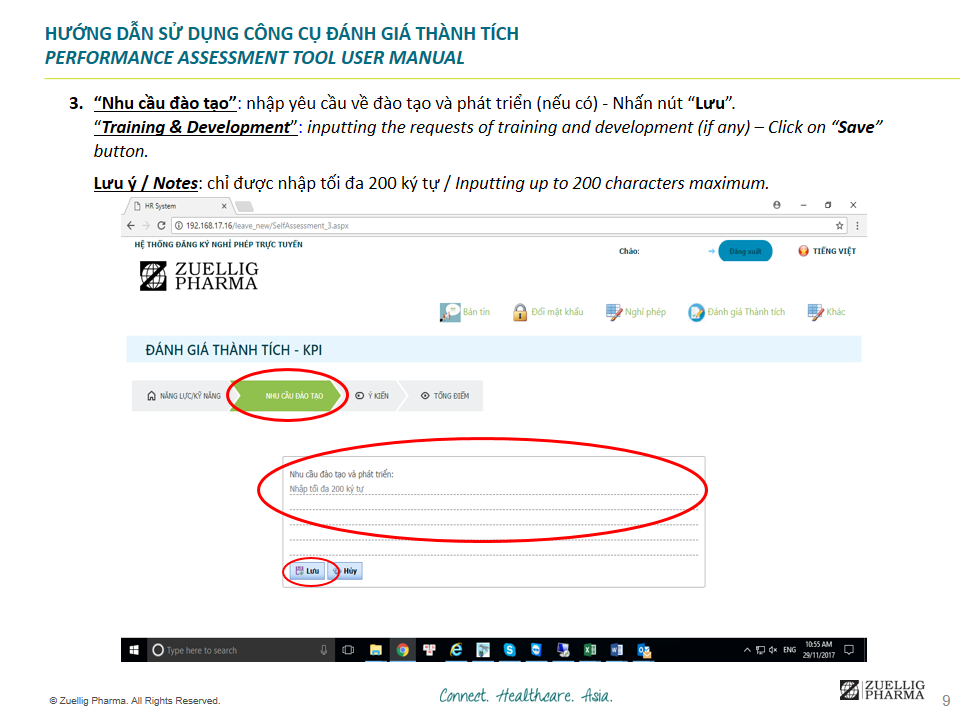 HƯỚNG DẪN SỬ DỤNG CÔNG CỤ ĐÁNH GIÁ THÀNH TÍCH
PERFORMANCE ASSESSMENT TOOL USER MANUAL
3. “Nhu cầu đào tạo”: nhập yêu cầu về đào tạo và phát triển (nếu có) - Nhấn nút “Lưu”.
“Training & Development”: inputting the requests of training and development (if any) – Click on “Save”
button.
Lưu ý / Notes: chỉ được nhập tối đa 200 ký tự / Inputting up to 200 characters maximum.
HR System
192.168.17.16/leave_new/SelfAssessment_3.aspx
HỆ THỐNG ĐĂNG KÝ NGHỈ PHÉP TRỰC TUYẾN
Chào: Đăng xuất TIẾNG VIỆT
ZUELLIG
PHARMA
Bản tin Đổi mật khẩu Nghỉ phép Đánh giá Thành tích Khác
ĐÁNH GIÁ THÀNH TÍCH - KPI
NĂNG LỰC/KỸ NĂNG NHU CẦU ĐÀO TẠO Ý KIẾN TỔNG ĐIỂM
Nhu cầu đào tạo và phát triển:
Nhập tối đa 200 ký tự
Lưu Hủy
Type here to search
ENG 10:55 AM
29/11/2017
© Zuellig Pharma. All Rights Reserved.
Connect. Healthcare. Asia.
ZUELLIG
PHARMA
9